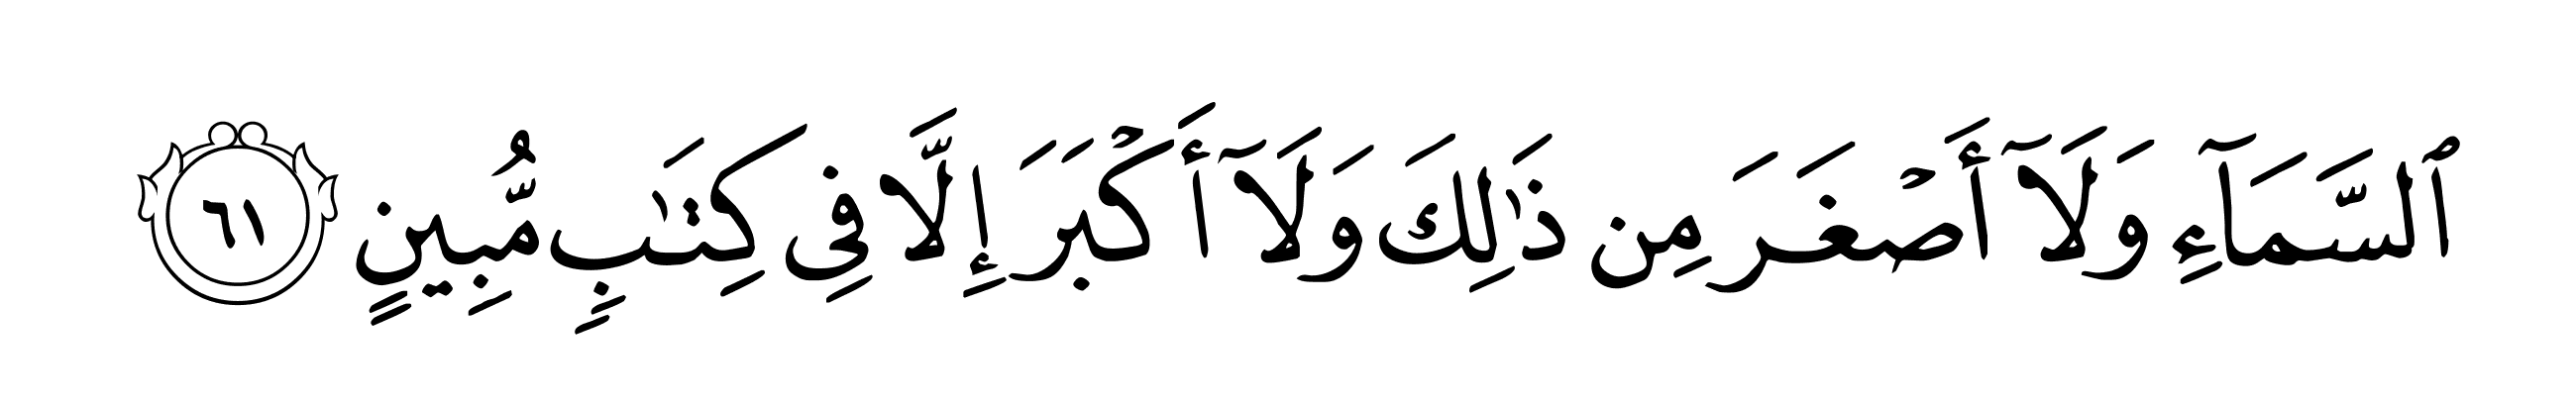 ٱلسَّمَآءِ وَلَآ أَصۡغَرَ مِن ذَٰلِكَ وَلَآ أَكۡبَرَ إِلَّا فِي كِتَٰبٖ مُّبِينٍ ٦١